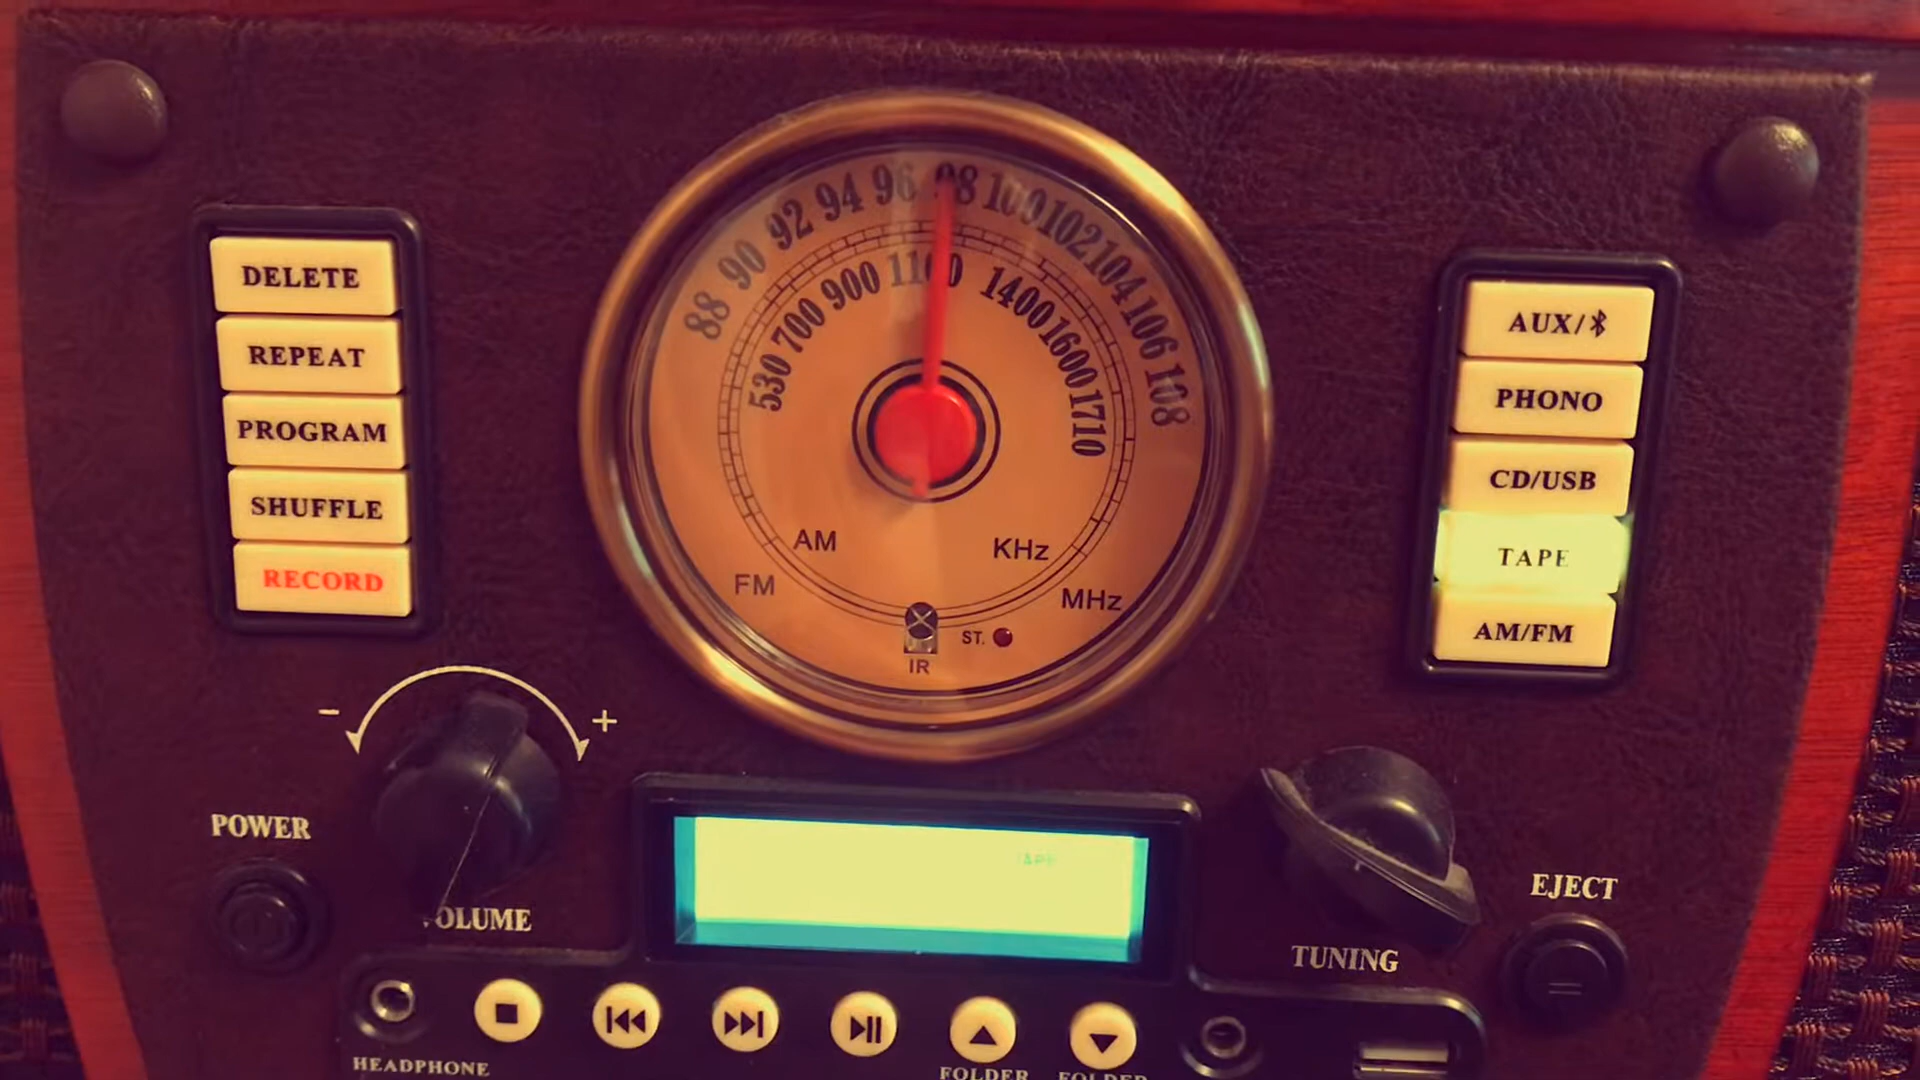 88 90 92 94 96 98 100 102 104 106 108
530 700 900 1100 1400 1600 1710
AM KHz
FM MHz
ST.
IR
DELETE
REPEAT
PROGRAM
SHUFFLE
RECORD
AUX/
PHONO
CD/USB
TAPE
AM/FM
- +
POWER
VOLUME
TAPE
TUNING
EJECT
HEADPHONE
FOLDER FOLDER